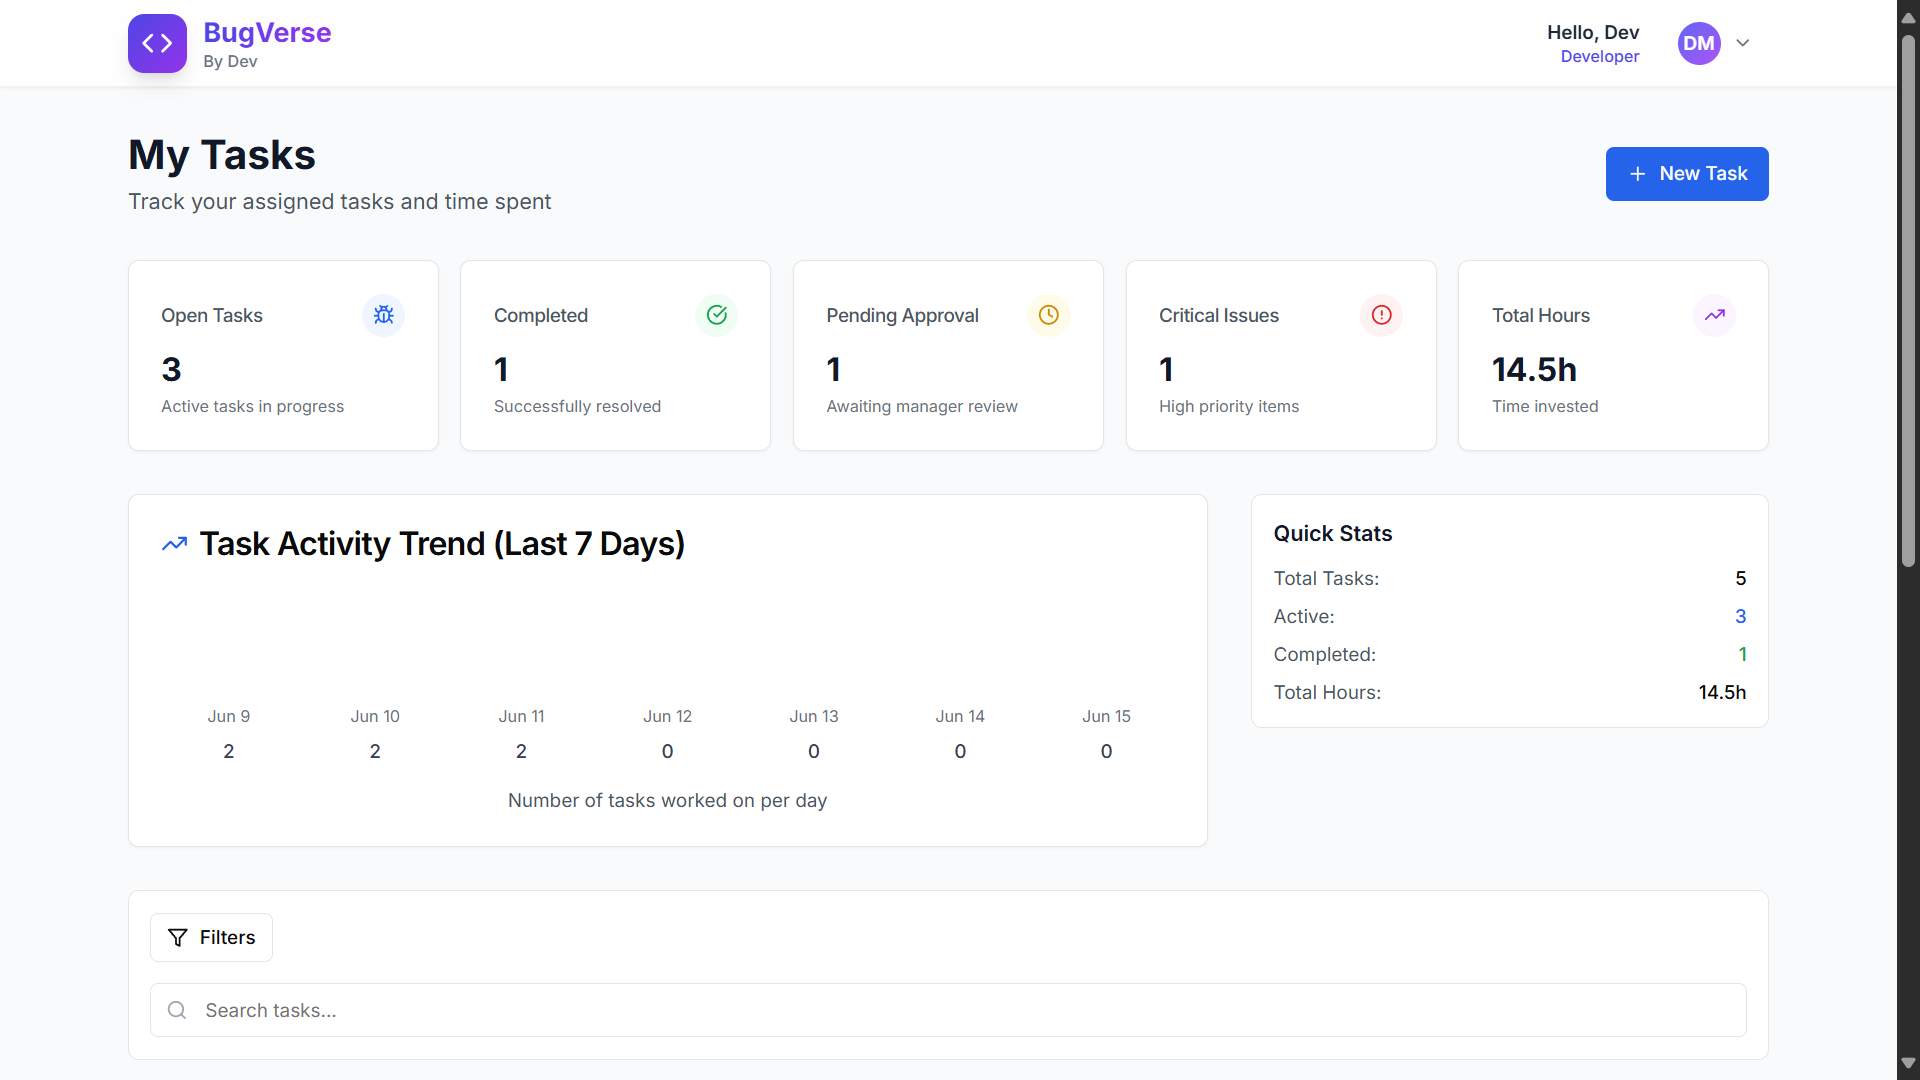 BugVerse
By Dev
Hello, Dev
Developer
DM
My Tasks
Track your assigned tasks and time spent
New Task
Open Tasks
3
Active tasks in progress
Completed
1
Successfully resolved
Pending Approval
1
Awaiting manager review
Critical Issues
1
High priority items
Total Hours
14.5h
Time invested
Task Activity Trend (Last 7 Days)
Jun 9 Jun 10 Jun 11 Jun 12 Jun 13 Jun 14 Jun 15
2 2 2 0 0 0 0
Number of tasks worked on per day
Quick Stats
Total Tasks: 5
Active: 3
Completed: 1
Total Hours: 14.5h
Filters
Search tasks...